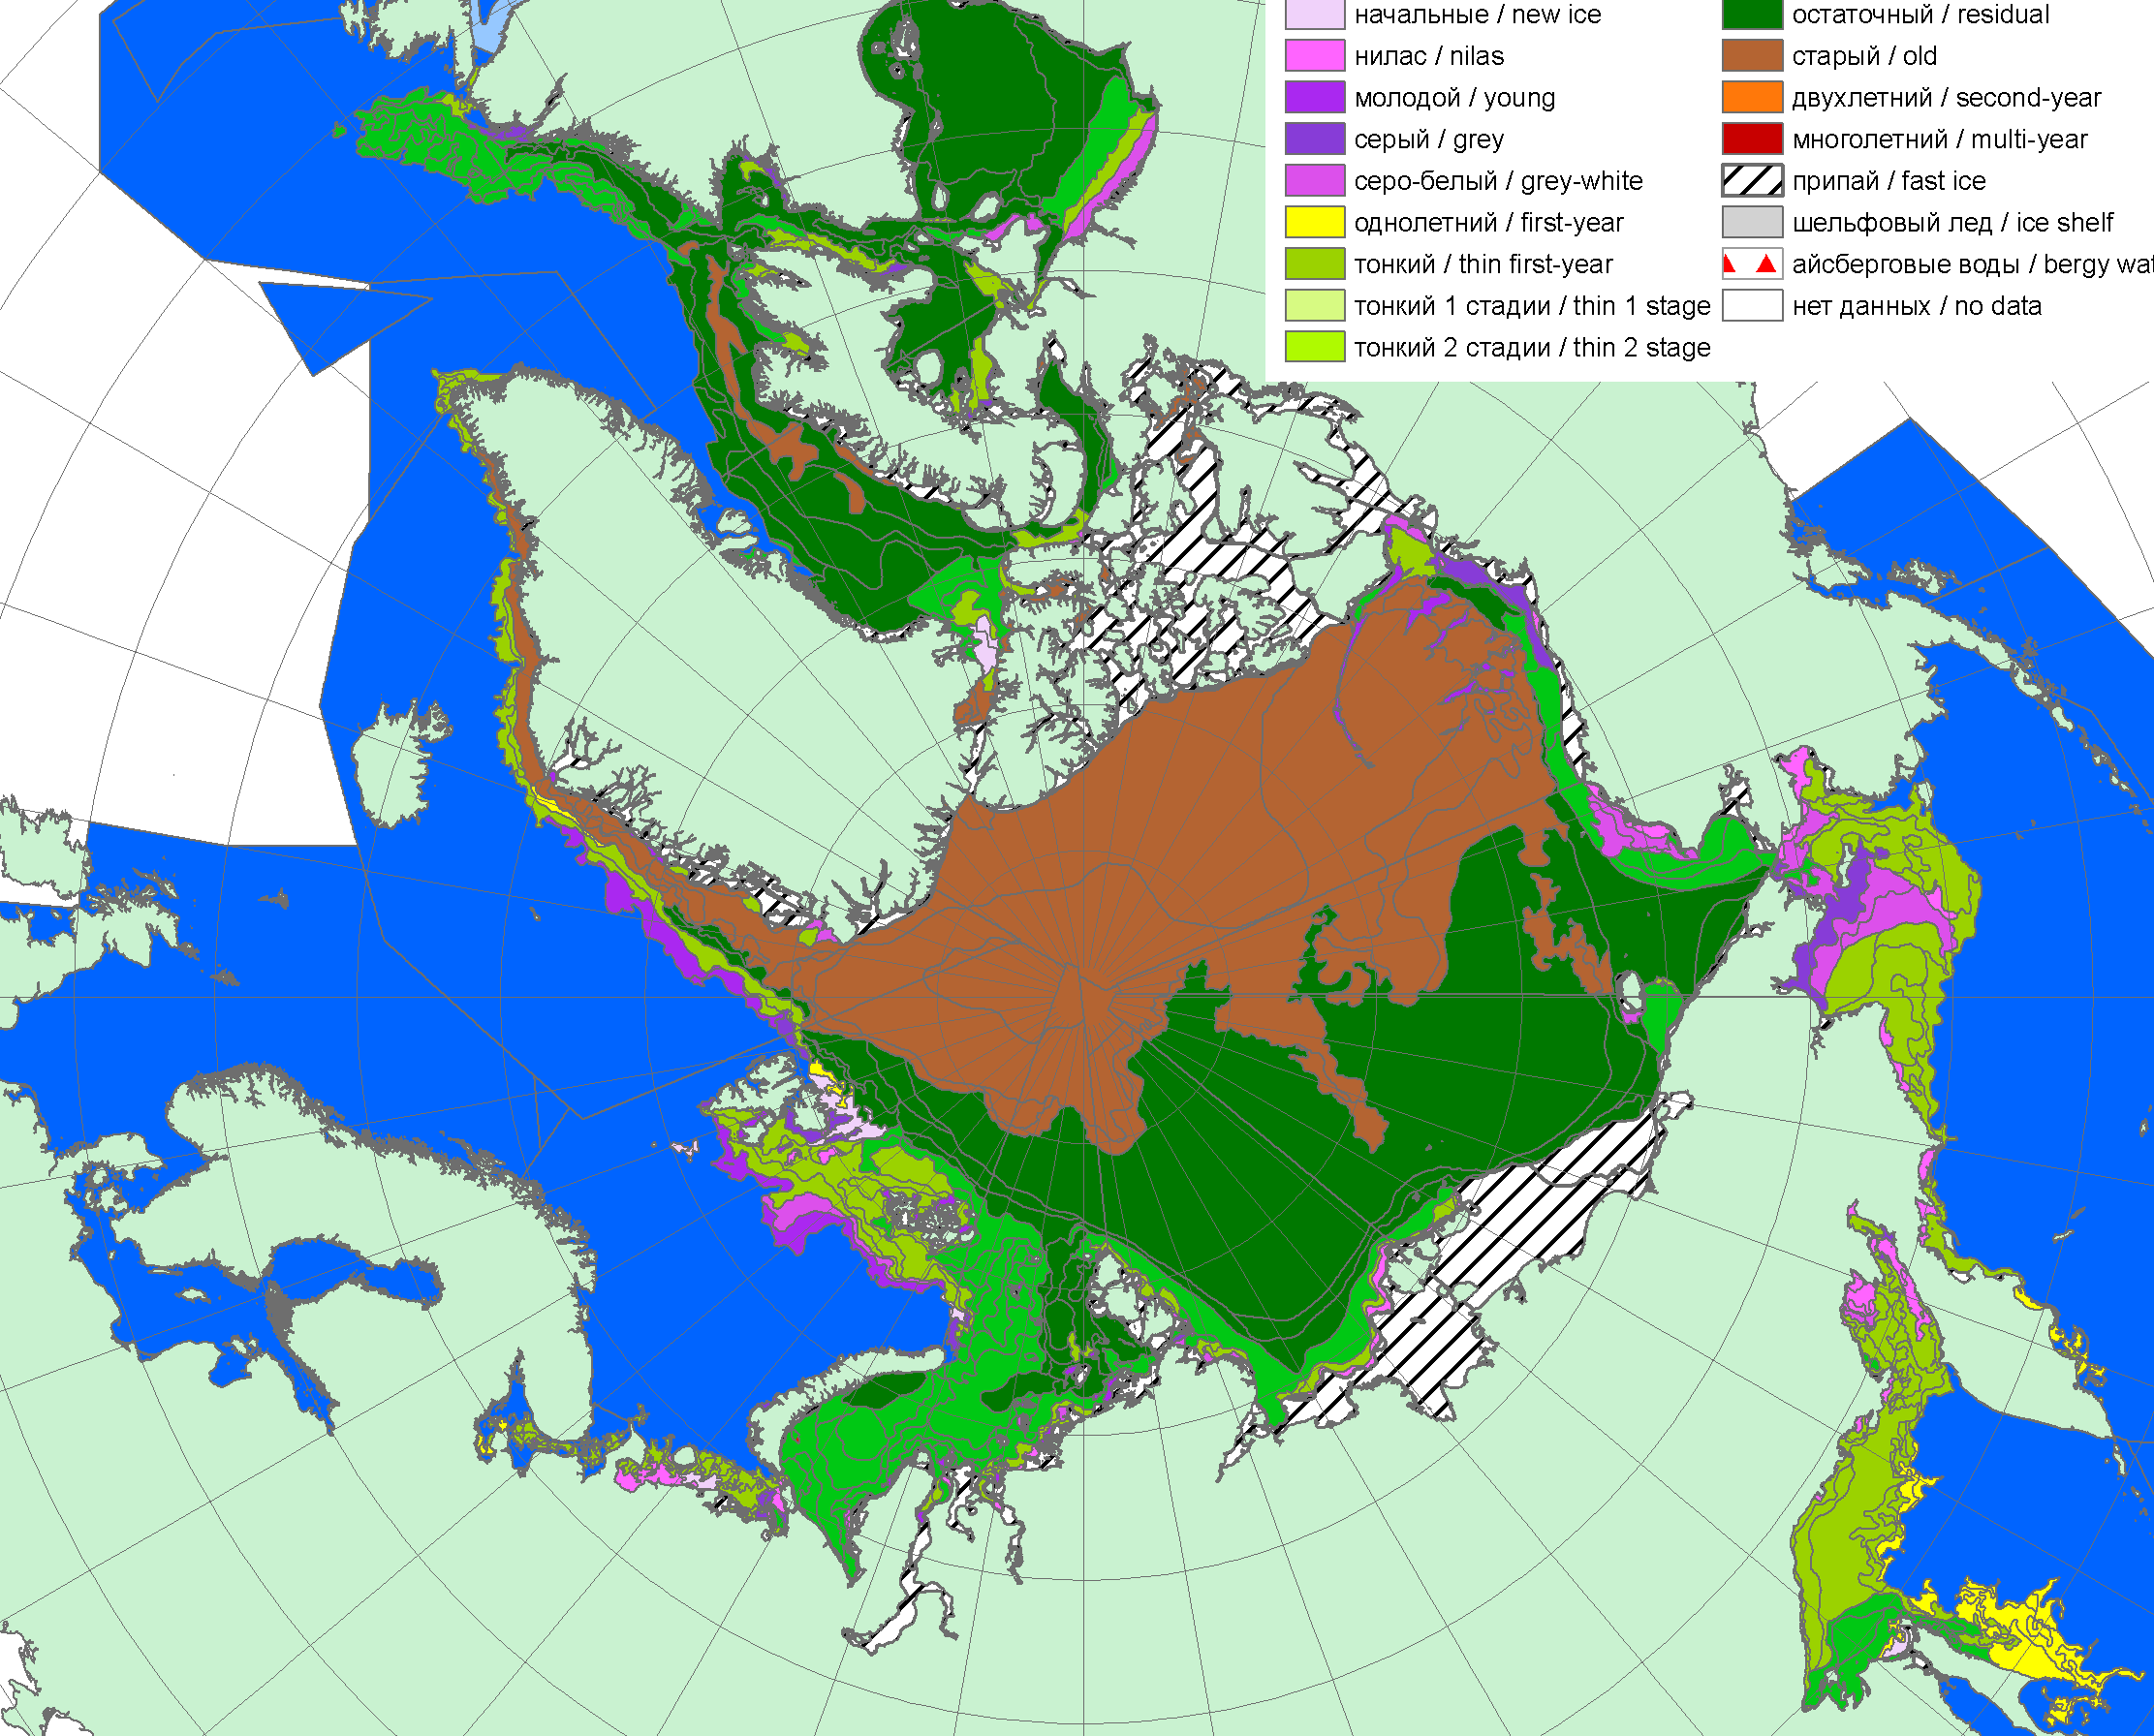 начальные / new ice
нилас / nilas
молодой / young
серый / grey
серо-белый / grey-white
однолетний / first-year
тонкий / thin first-year
тонкий 1 стадии / thin 1 stage
тонкий 2 стадии / thin 2 stage
остаточный / residual
старый / old
двухлетний / second-year
многолетний / multi-year
припай / fast ice
шельфовый лед / ice shelf
айсберговые воды / bergy wat
нет данных / no data